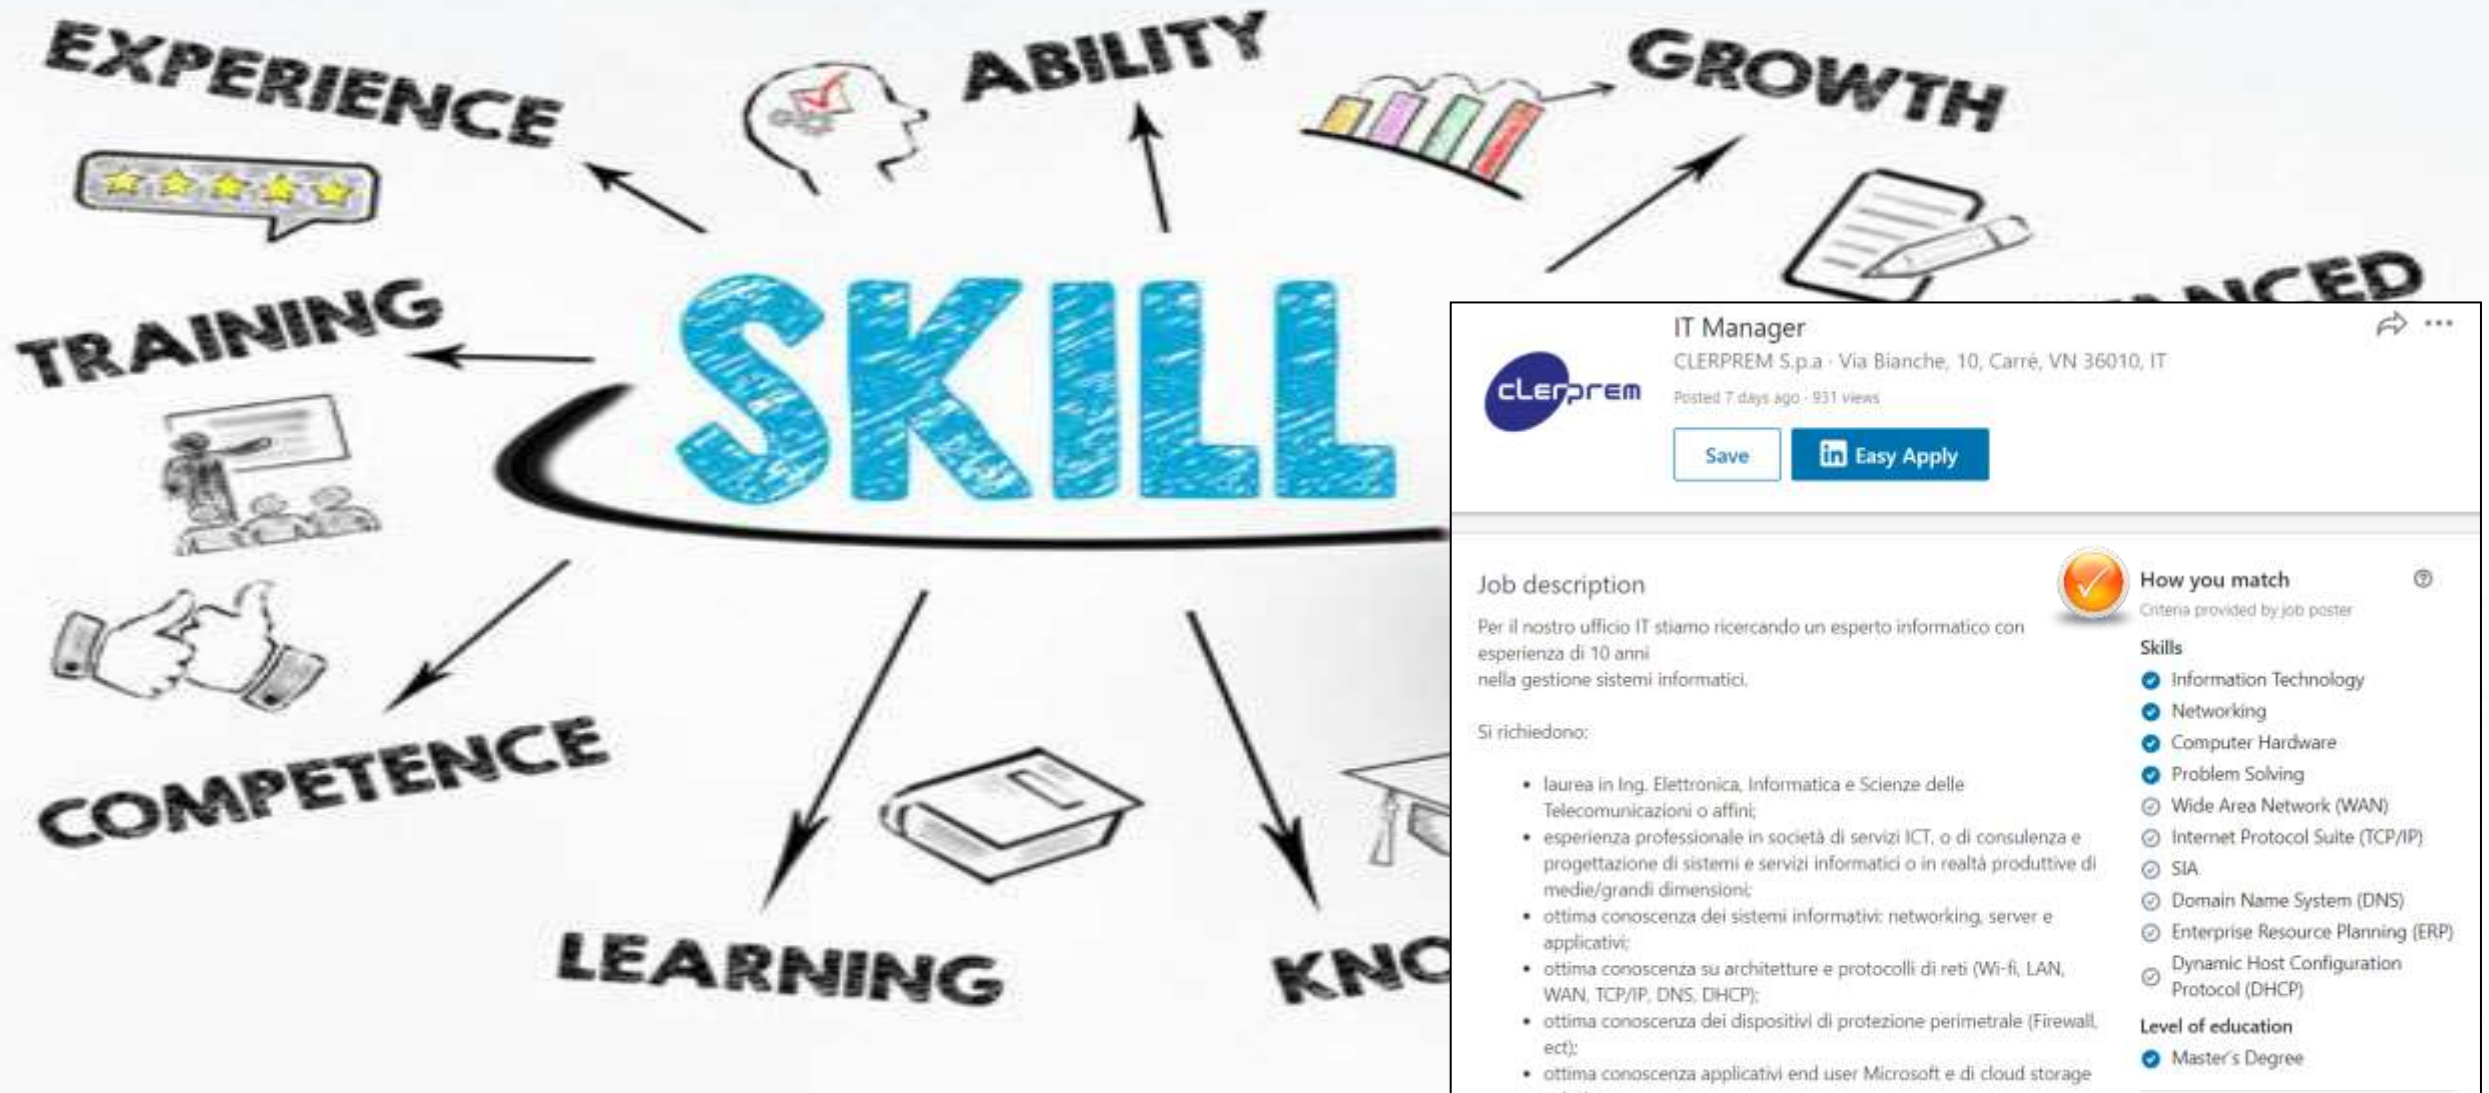 EXPERIENCE
ABILITY
GROWTH
TRAINING
SKILL
COMPETENCE
LEARNING
IT Manager
CLERPREM S.p.a · Via Bianche, 10, Carrè, VN 36010, IT
cLerprem
Posted 7 days ago · 931 views
Save
in Easy Apply
Job description
Per il nostro ufficio IT stiamo ricercando un esperto informatico con
esperienza di 10 anni
nella gestione sistemi informatici.
Si richiedono:
• laurea in Ing. Elettronica, Informatica e Scienze delle
Telecomunicazioni o affini;
• esperienza professionale in società di servizi ICT, o di consulenza e
progettazione di sistemi e servizi informatici o in realtà produttive di
medie/grandi dimensioni;
• ottima conoscenza dei sistemi informativi: networking, server e
applicativi;
• ottima conoscenza su architetture e protocolli di reti (Wi-fi, LAN,
WAN, TCP/IP, DNS, DHCP);
• ottima conoscenza dei dispositivi di protezione perimetrale (Firewall,
ect);
• ottima conoscenza applicativi end user Microsoft e di cloud storage
How you match
Criteria provided by job poster
Skills
Information Technology
Networking
Computer Hardware
Problem Solving
Wide Area Network (WAN)
Internet Protocol Suite (TCP/IP)
SIA
Domain Name System (DNS)
Enterprise Resource Planning (ERP)
Dynamic Host Configuration
Protocol (DHCP)
Level of education
Master's Degree